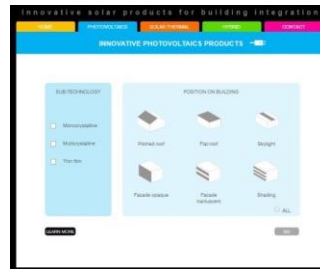 innovative solar products for building integration
HOME PHOTOVOLTAICS SOLAR THERMAL HYBRID CONTACT
INNOVATIVE PHOTOVOLTAICS PRODUCTS
SUB-TECHNOLOGY
POSITION ON BUILDING
Monocrystalline
Multicrystalline
Thin film
Pitched roof Flat roof Skylight
Facade opaque Facade translucent Shading
ALL
LEARN MORE GO